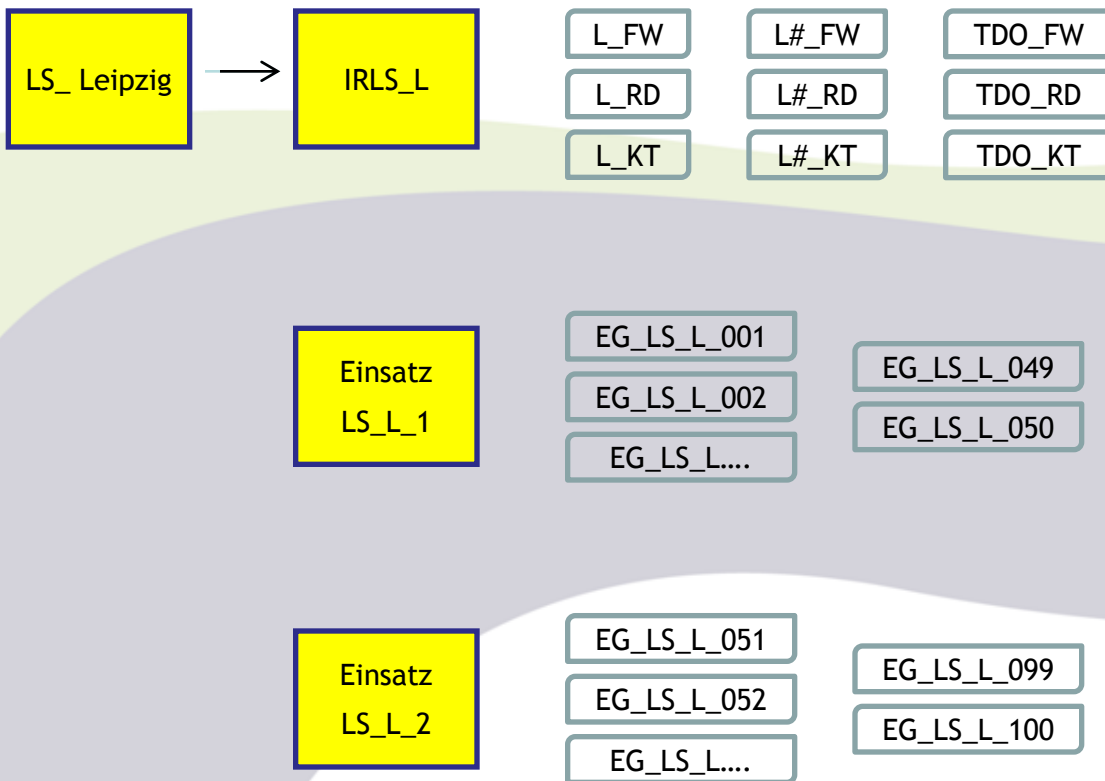 LS_ Leipzig
IRLS_L
L_FW
L#_FW
TDO_FW
L_RD
L#_RD
TDO_RD
L_KT
L#_KT
TDO_KT
Einsatz
LS_L_1
EG_LS_L_001
EG_LS_L_002
EG_LS_L....
EG_LS_L_049
EG_LS_L_050
Einsatz
LS_L_2
EG_LS_L_051
EG_LS_L_052
EG_LS_L....
EG_LS_L_099
EG_LS_L_100